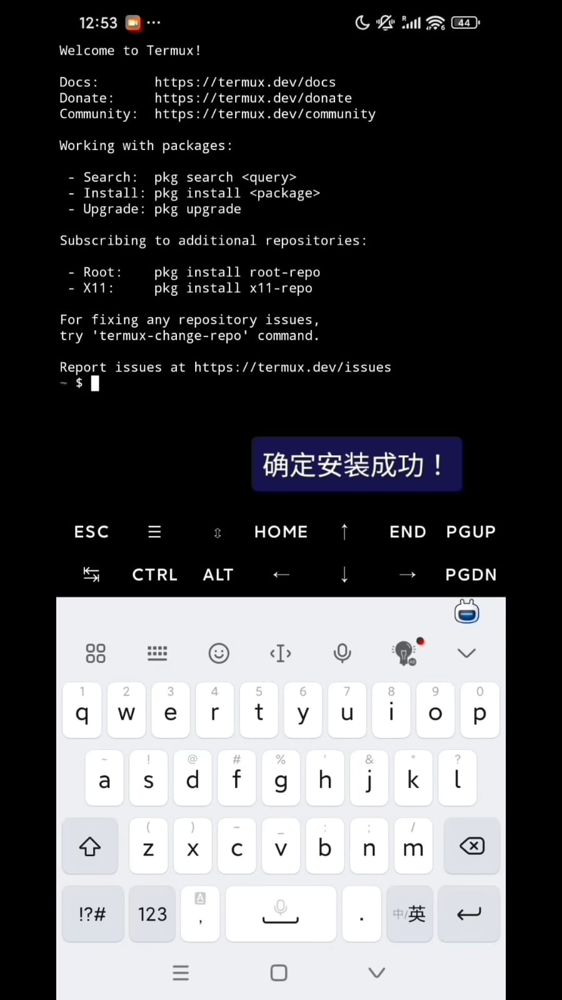 12:53
R
6
44
Welcome to Termux!
Docs: https://termux.dev/docs
Donate: https://termux.dev/donate
Community: https://termux.dev/community
Working with packages:
- Search: pkg search <query>
- Install: pkg install <package>
- Upgrade: pkg upgrade
Subscribing to additional repositories:
- Root: pkg install root-repo
- X11: pkg install x11-repo
For fixing any repository issues,
try 'termux-change-repo' command.
Report issues at https://termux.dev/issues
~ $
确定安装成功！
ESC ☰ ⇳ HOME ↑ END PGUP
↹ CTRL ALT ← ↓ → PGDN
AD
1 2 3 4 5 6 7 8 9 0
q w e r t y u i o p
~ ! @ # % ' & * ?
a s d f g h j k l
( ) - _ : ; /
z x c v b n m
A
!?# 123 , . 中/英